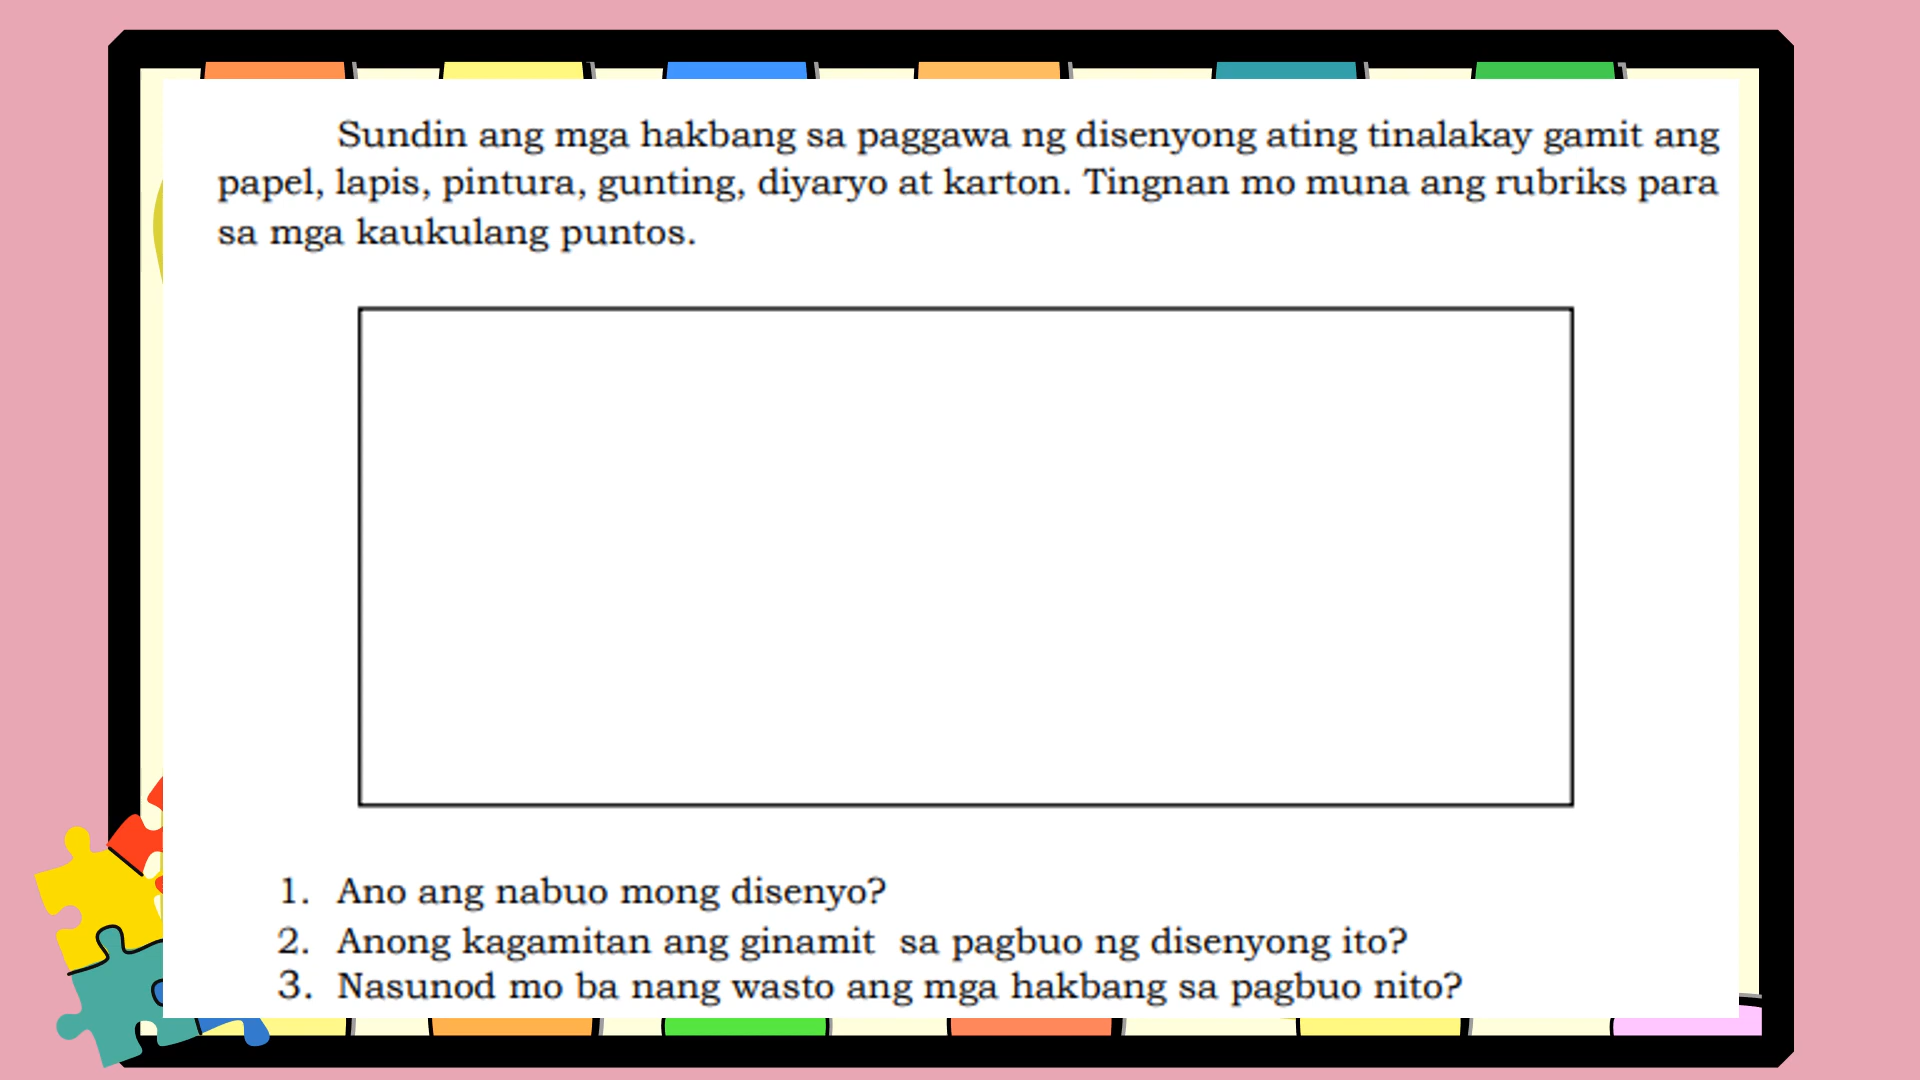 Sundin ang mga hakbang sa paggawa ng disenyong ating tinalakay gamit ang
papel, lapis, pintura, gunting, diyaryo at karton. Tingnan mo muna ang rubriks para
sa mga kaukulang puntos.
1. Ano ang nabuo mong disenyo?
2. Anong kagamitan ang ginamit sa pagbuo ng disenyong ito?
3. Nasunod mo ba nang wasto ang mga hakbang sa pagbuo nito?